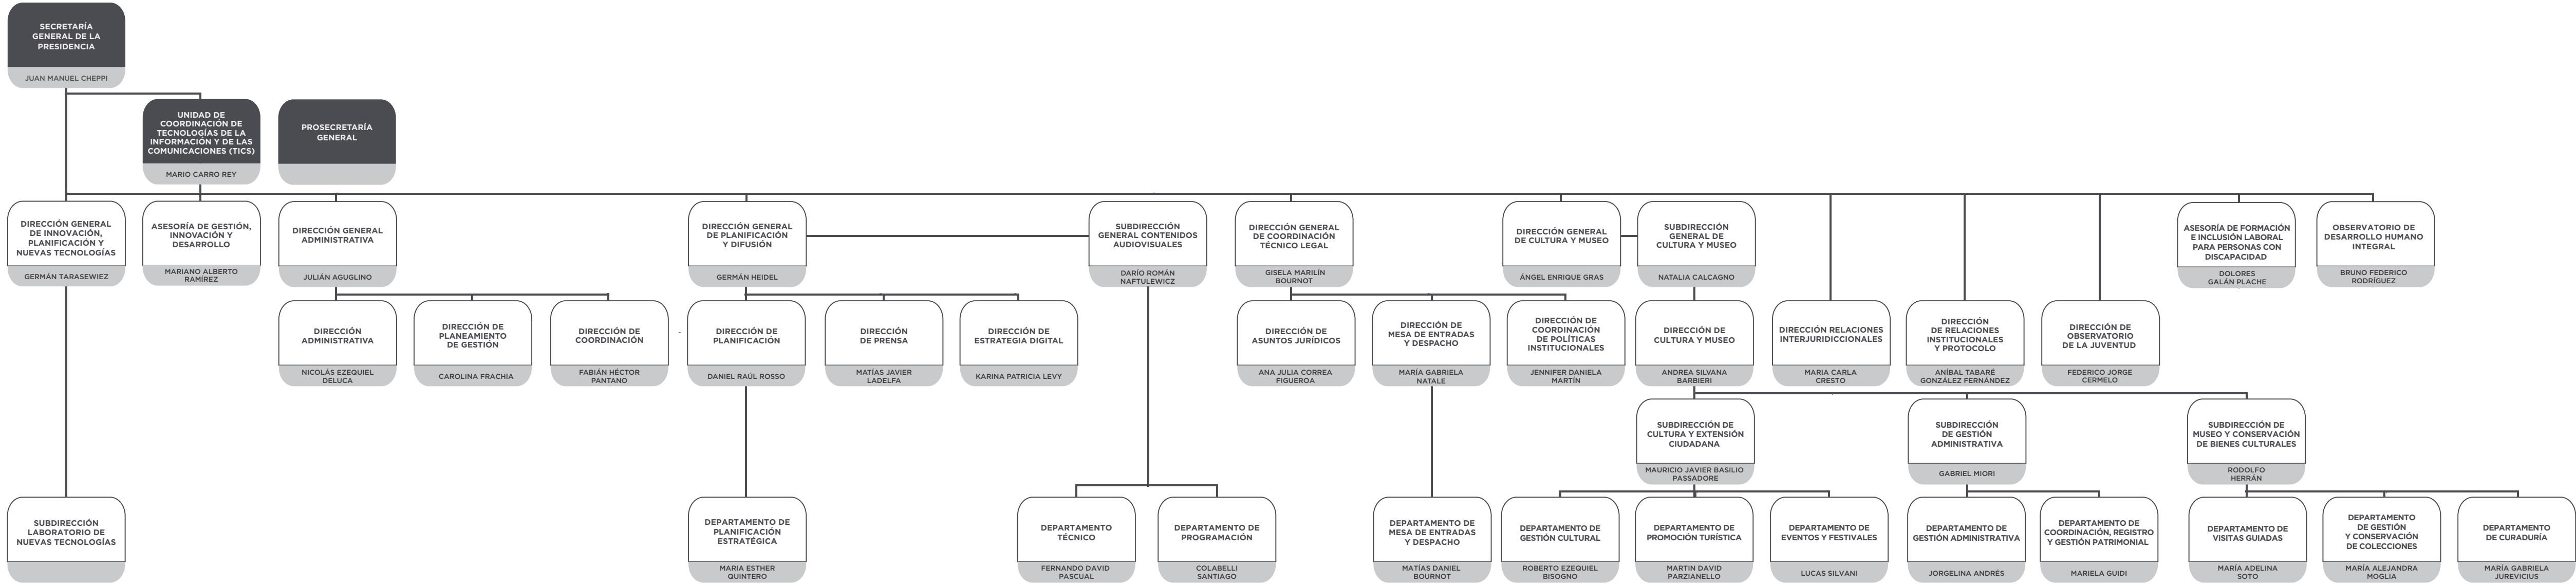 SECRETARÍA
GENERAL DE LA
PRESIDENCIA
JUAN MANUEL CHEPPI
UNIDAD DE
COORDINACIÓN DE
TECNOLOGÍAS DE LA
INFORMACIÓN Y DE LAS
COMUNICACIONES (TICS)
MARIO CARRO REY
PROSECRETARÍA
GENERAL
DIRECCIÓN GENERAL
DE INNOVACIÓN,
PLANIFICACIÓN Y
NUEVAS TECNOLOGÍAS
GERMÁN TARASEWIEZ
ASESORÍA DE GESTIÓN,
INNOVACIÓN Y
DESARROLLO
MARIANO ALBERTO
RAMÍREZ
DIRECCIÓN GENERAL
ADMINISTRATIVA
JULIÁN AGUGLINO
DIRECCIÓN GENERAL
DE PLANIFICACIÓN
Y DIFUSIÓN
GERMÁN HEIDEL
SUBDIRECCIÓN
GENERAL CONTENIDOS
AUDIOVISUALES
DARÍO ROMÁN
NAFTULEWICZ
DIRECCIÓN GENERAL
DE COORDINACIÓN
TÉCNICO LEGAL
GISELA MARILÍN
BOURNOT
DIRECCIÓN GENERAL
DE CULTURA Y MUSEO
ÁNGEL ENRIQUE GRAS
SUBDIRECCIÓN
GENERAL DE
CULTURA Y MUSEO
NATALIA CALCAGNO
ASESORÍA DE FORMACIÓN
E INCLUSIÓN LABORAL
PARA PERSONAS CON
DISCAPACIDAD
DOLORES
GALÁN PLACHE
OBSERVATORIO DE
DESARROLLO HUMANO
INTEGRAL
BRUNO FEDERICO
RODRÍGUEZ
DIRECCIÓN
ADMINISTRATIVA
NICOLÁS EZEQUIEL
DELUCA
DIRECCIÓN DE
PLANEAMIENTO
DE GESTIÓN
CAROLINA FRACHIA
DIRECCIÓN DE
COORDINACIÓN
FABIÁN HÉCTOR
PANTANO
DIRECCIÓN DE
PLANIFICACIÓN
DANIEL RAÚL ROSSO
DIRECCIÓN
DE PRENSA
MATÍAS JAVIER
LADELFA
DIRECCIÓN DE
ESTRATEGIA DIGITAL
KARINA PATRICIA LEVY
DIRECCIÓN DE
ASUNTOS JURÍDICOS
ANA JULIA CORREA
FIGUEROA
DIRECCIÓN DE
MESA DE ENTRADAS
Y DESPACHO
MARÍA GABRIELA
NATALE
DIRECCIÓN DE
COORDINACIÓN
DE POLÍTICAS
INSTITUCIONALES
JENNIFER DANIELA
MARTÍN
DIRECCIÓN DE
CULTURA Y MUSEO
ANDREA SILVANA
BARBIERI
DIRECCIÓN RELACIONES
INTERJURIDICCIONALES
MARIA CARLA
CRESTO
DIRECCIÓN
DE RELACIONES
INSTITUCIONALES
Y PROTOCOLO
ANÍBAL TABARÉ
GONZÁLEZ FERNÁNDEZ
DIRECCIÓN DE
OBSERVATORIO
DE LA JUVENTUD
FEDERICO JORGE
CERMELO
SUBDIRECCIÓN DE
CULTURA Y EXTENSIÓN
CIUDADANA
MAURICIO JAVIER BASILIO
PASSADORE
SUBDIRECCIÓN
DE GESTIÓN
ADMINISTRATIVA
GABRIEL MIORI
SUBDIRECCIÓN DE
MUSEO Y CONSERVACIÓN
DE BIENES CULTURALES
RODOLFO
HERRÁN
SUBDIRECCIÓN
LABORATORIO DE
NUEVAS TECNOLOGÍAS
DEPARTAMENTO DE
PLANIFICACIÓN
ESTRATÉGICA
MARIA ESTHER
QUINTERO
DEPARTAMENTO
TÉCNICO
FERNANDO DAVID
PASCUAL
DEPARTAMENTO DE
PROGRAMACIÓN
COLABELLI
SANTIAGO
DEPARTAMENTO DE
MESA DE ENTRADAS
Y DESPACHO
MATÍAS DANIEL
BOURNOT
DEPARTAMENTO DE
GESTIÓN CULTURAL
ROBERTO EZEQUIEL
BISOGNO
DEPARTAMENTO DE
PROMOCIÓN TURÍSTICA
MARTIN DAVID
PARZIANELLO
DEPARTAMENTO DE
EVENTOS Y FESTIVALES
LUCAS SILVANI
DEPARTAMENTO DE
GESTIÓN ADMINISTRATIVA
JORGELINA ANDRÉS
DEPARTAMENTO DE
COORDINACIÓN, REGISTRO
Y GESTIÓN PATRIMONIAL
MARIELA GUIDI
DEPARTAMENTO DE
VISITAS GUIADAS
MARÍA ADELINA
SOTO
DEPARTAMENTO
DE GESTIÓN
Y CONSERVACIÓN
DE COLECCIONES
MARÍA ALEJANDRA
MOGLIA
DEPARTAMENTO
DE CURADURÍA
MARÍA GABRIELA
JUREVICIUS